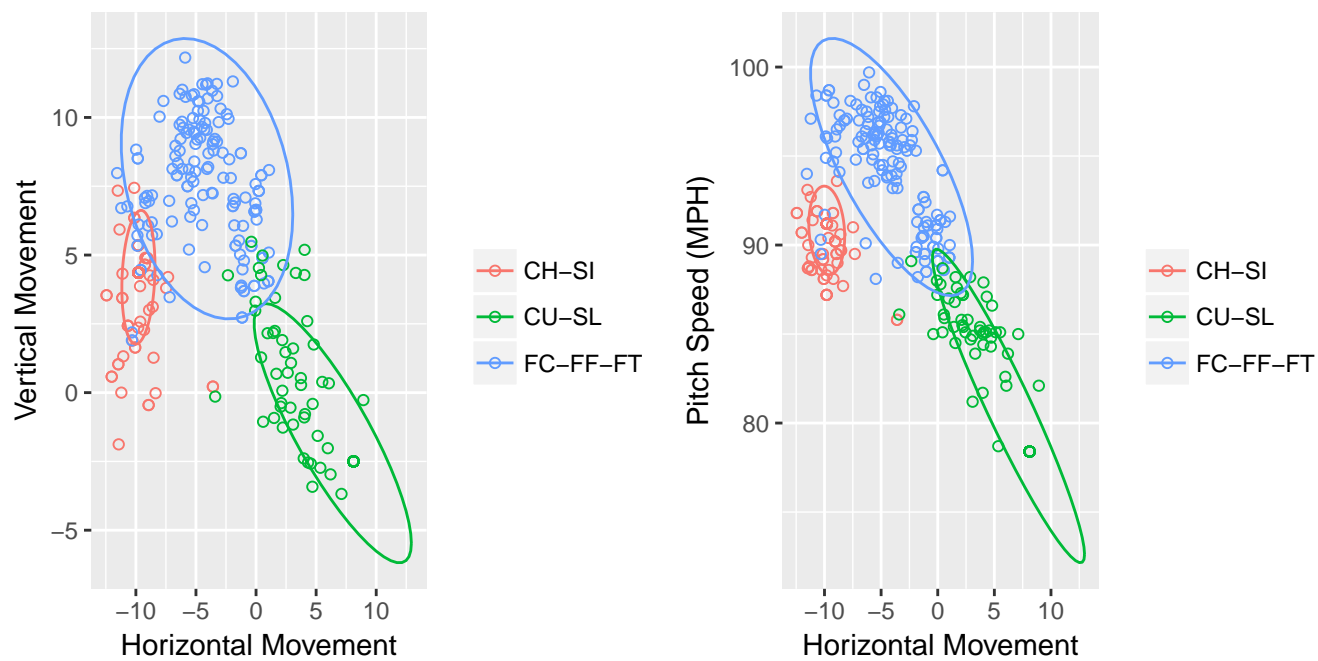 Vertical Movement
10
5
0
−5
−10
−5
0
5
10
Horizontal Movement
CH−SI
CU−SL
FC−FF−FT
Pitch Speed (MPH)
100
90
80
−10
−5
0
5
10
Horizontal Movement
CH−SI
CU−SL
FC−FF−FT